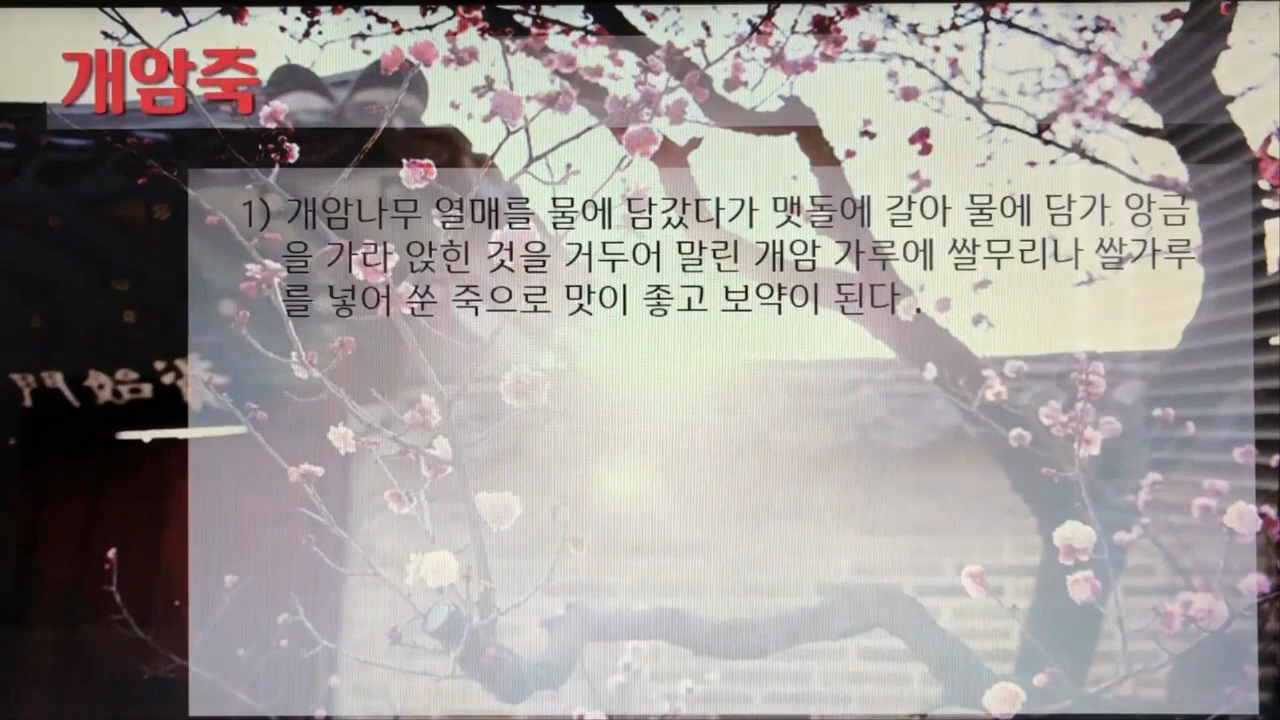 개암죽
1) 개암나무 열매를 물에 담갔다가 맷돌에 갈아 물에 담가 앙금
을 가라 앉힌 것을 거두어 말린 개암 가루에 쌀무리나 쌀가루
를 넣어 쑨 죽으로 맛이 좋고 보약이 된다 .
門始